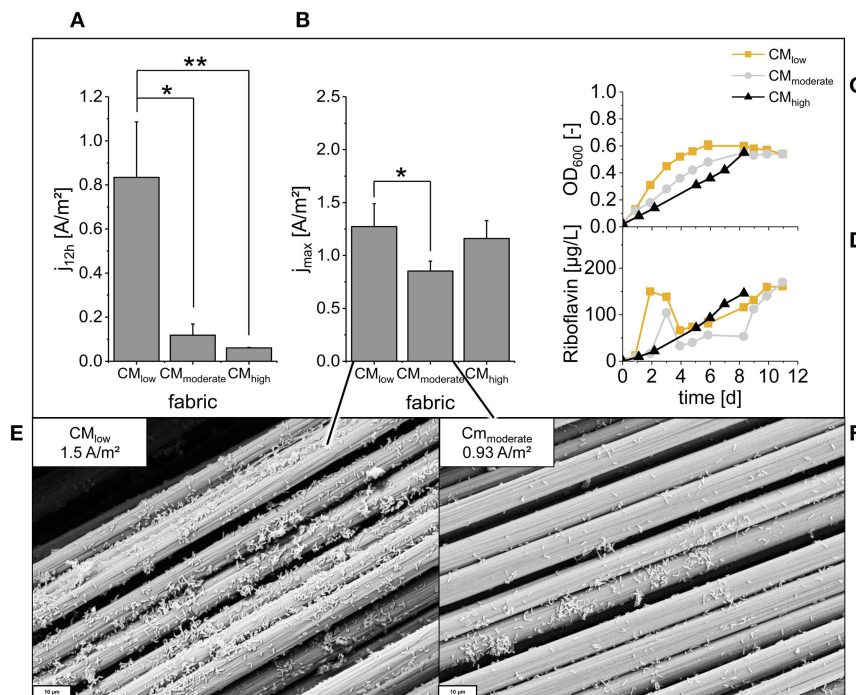 A
B
**
*
1.2
1.0
0.8
0.6
0.4
0.2
0.0
j12h [A/m²]
CMlow
CMmoderate
CMhigh
fabric
*
2.5
2.0
1.5
1.0
0.5
0.0
jmax [A/m²]
CMlow
CMmoderate
CMhigh
fabric
CMlow
CMmoderate
CMhigh
1.0
0.8
0.6
0.4
0.2
0.0
OD600 [-]
D
200
100
0
Riboflavin [µg/L]
0 2 4 6 8 10 12
time [d]
E
CMlow
1.5 A/m²
10 µm
Cmmoderate
0.93 A/m²
10 µm
F